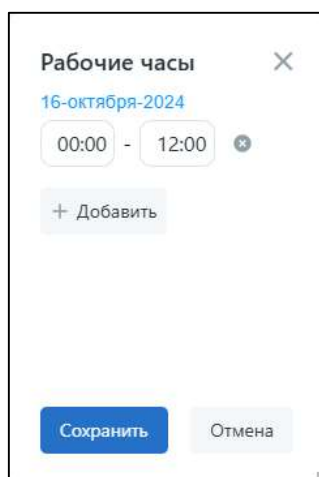 Рабочие часы
16-октября-2024
00:00 - 12:00
+ Добавить
Сохранить Отмена